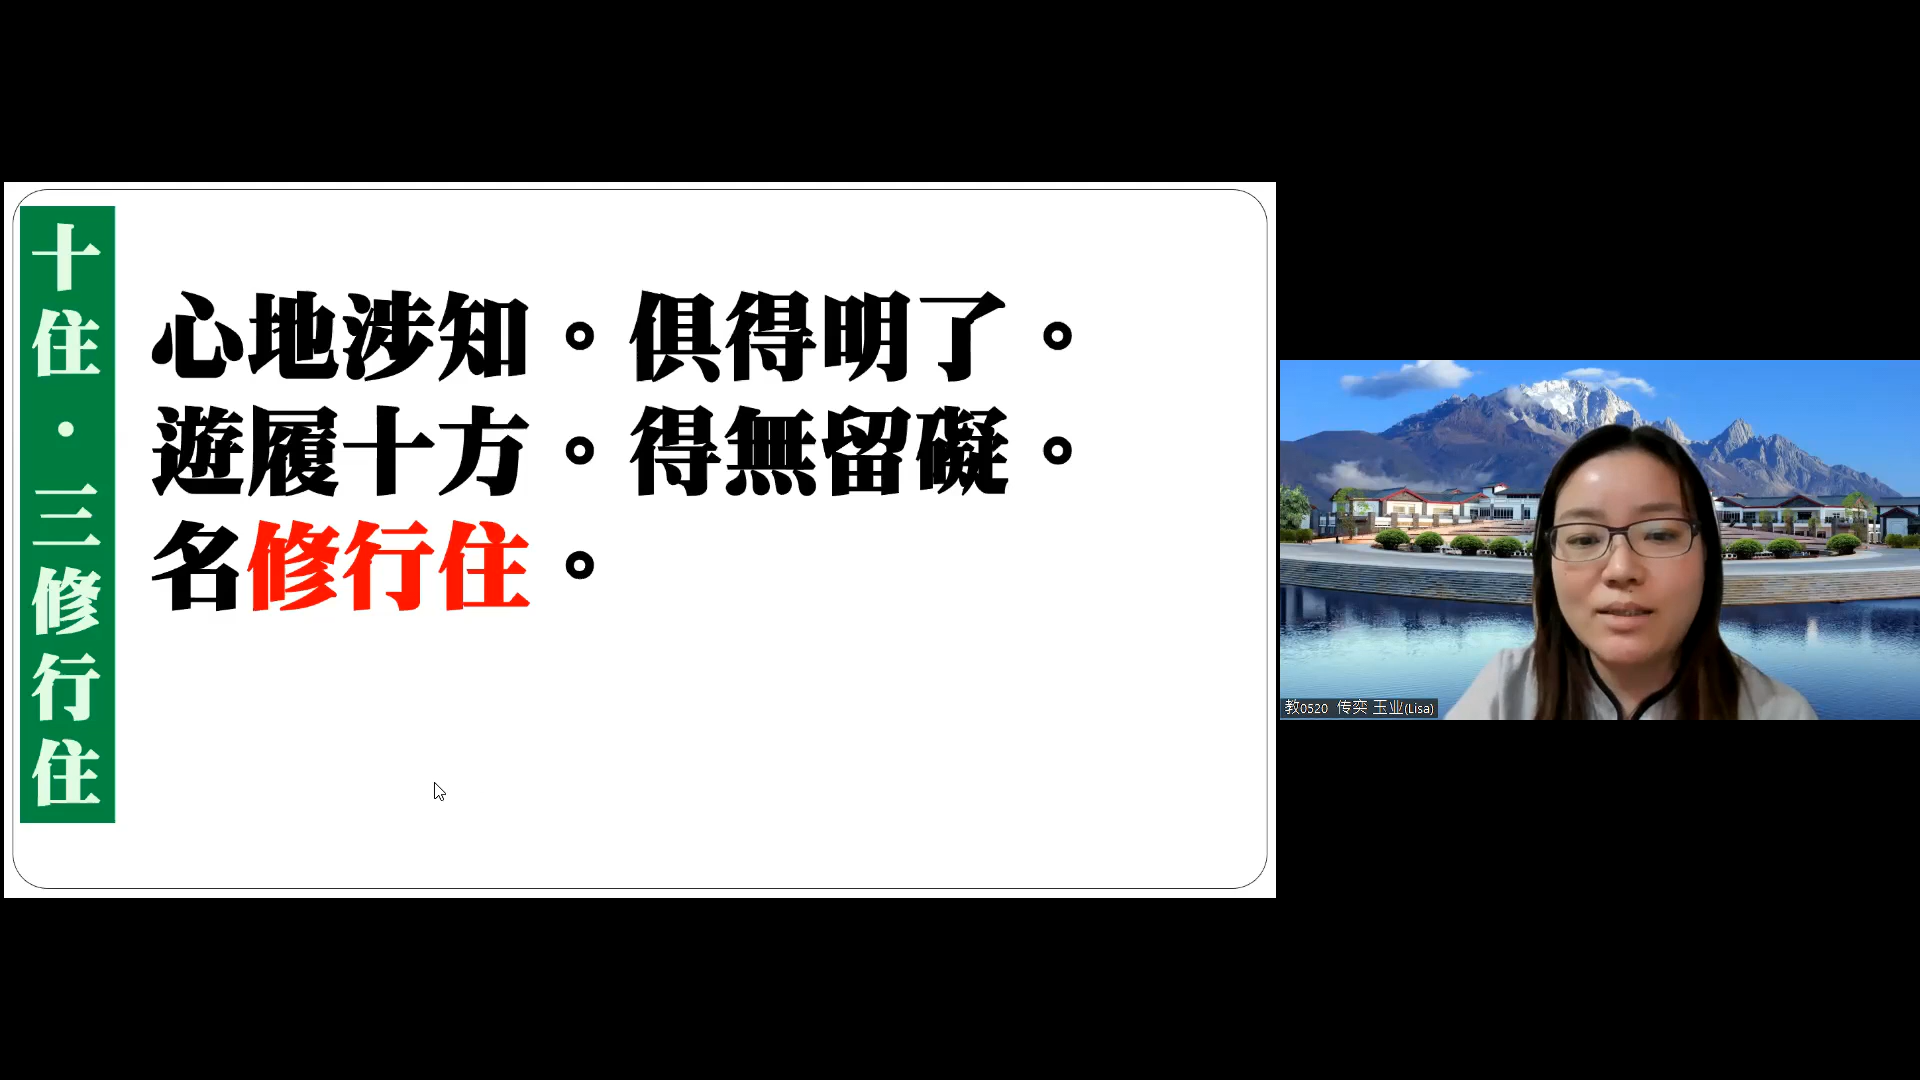 十住·三修行住
心地涉知。俱得明了。
遊履十方。得無留礙。
名修行住。
教0520 传奕 玉业(Lisa)